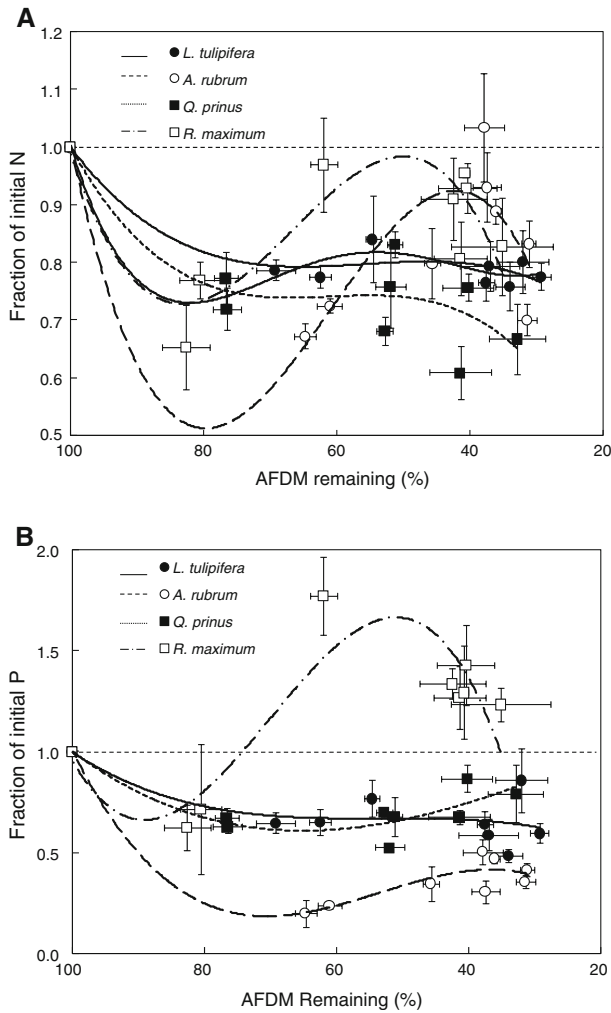 A
L. tulipifera
A. rubrum
Q. prinus
R. maximum
1.2
1.1
1.0
0.9
0.8
0.7
0.6
0.5
Fraction of initial N
100 80 60 40 20
AFDM remaining (%)
B
L. tulipifera
A. rubrum
Q. prinus
R. maximum
2.0
1.5
1.0
0.5
0.0
Fraction of initial P
100 80 60 40 20
AFDM Remaining (%)